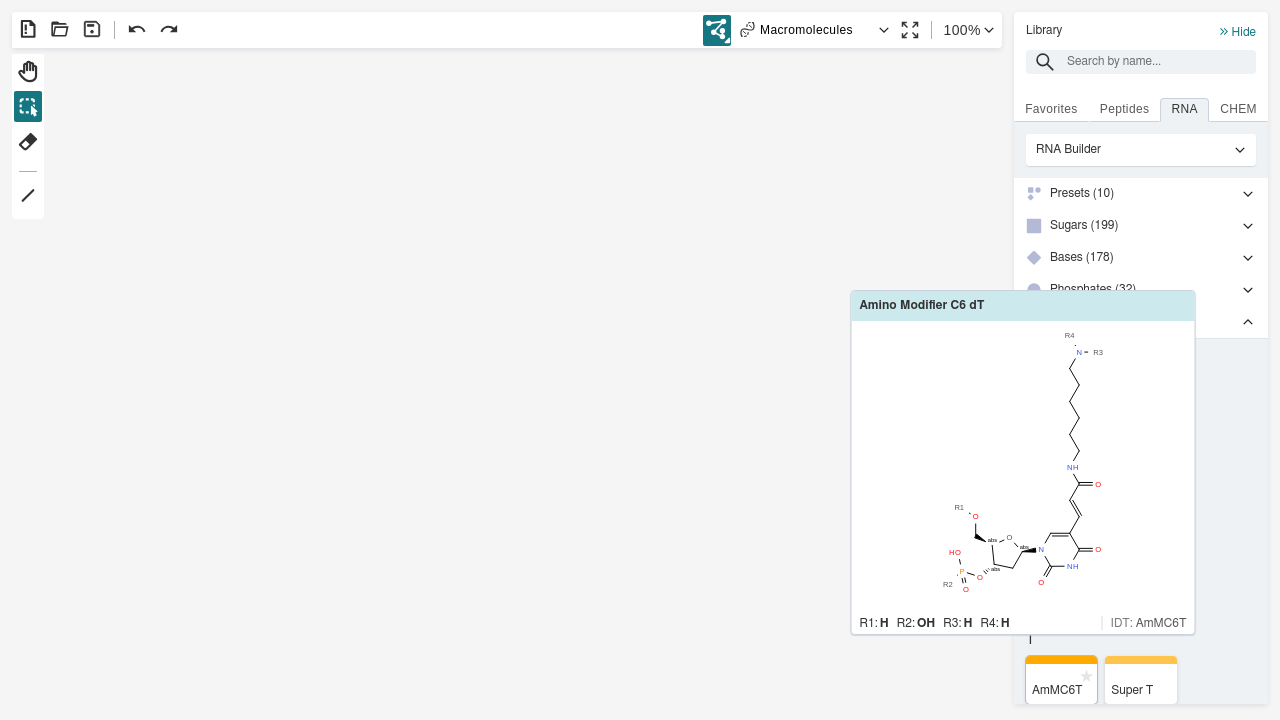 Macromolecules
100%
Library
Hide
Search by name...
Favorites
Peptides
RNA
CHEM
RNA Builder
Presets (10)
Sugars (199)
Bases (178)
Phosphates (32)
Amino Modifier C6 dT
R4
N
R3
NH
O
R1
O
O
abs
abs
N
O
HO
abs
P
O
NH
R2
O
O
R1: H R2: OH R3: H R4: H
IDT: AmMC6T
AmMC6T
Super T